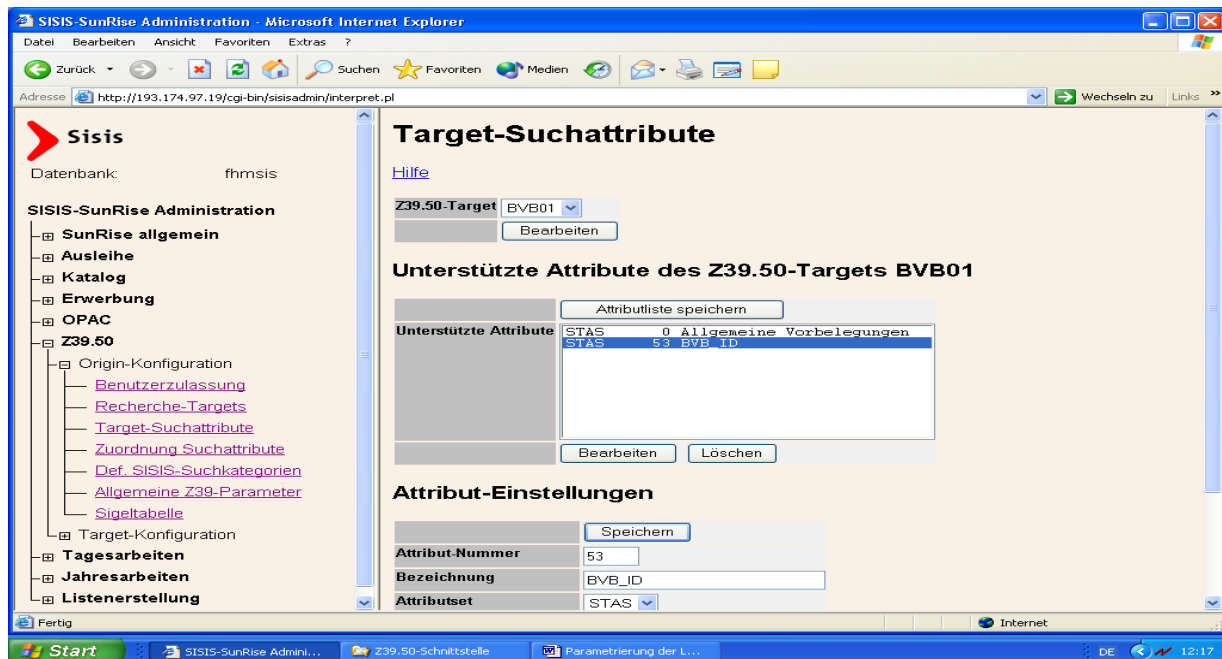 SISIS-SunRise Administration - Microsoft Internet Explorer
Datei Bearbeiten Ansicht Favoriten Extras ?
Zurück Suchen Favoriten Medien
Adresse http://193.174.97.19/cgi-bin/sisisadmin/interpret.pl Wechseln zu Links »
Sisis
Datenbank: fhmsis
SISIS-SunRise Administration
SunRise allgemein
Ausleihe
Katalog
Erwerbung
OPAC
Z39.50
Origin-Konfiguration
Benutzerzulassung
Recherche-Targets
Target-Suchattribute
Zuordnung Suchattribute
Def. SISIS-Suchkategorien
Allgemeine Z39-Parameter
Sigeltabelle
Target-Konfiguration
Tagesarbeiten
Jahresarbeiten
Listenerstellung
Target-Suchattribute
Hilfe
Z39.50-Target BVB01
Bearbeiten
Unterstützte Attribute des Z39.50-Targets BVB01
Attributliste speichern
Unterstützte Attribute STAS 0 Allgemeine Vorbelegungen
STAS 53 BVB_ID
Bearbeiten Löschen
Attribut-Einstellungen
Speichern
Attribut-Nummer 53
Bezeichnung BVB_ID
Attributset STAS
Fertig Internet
Start SISIS-SunRise Admini... Z39.50-Schnittstelle Parametrierung der L... DE 12:17